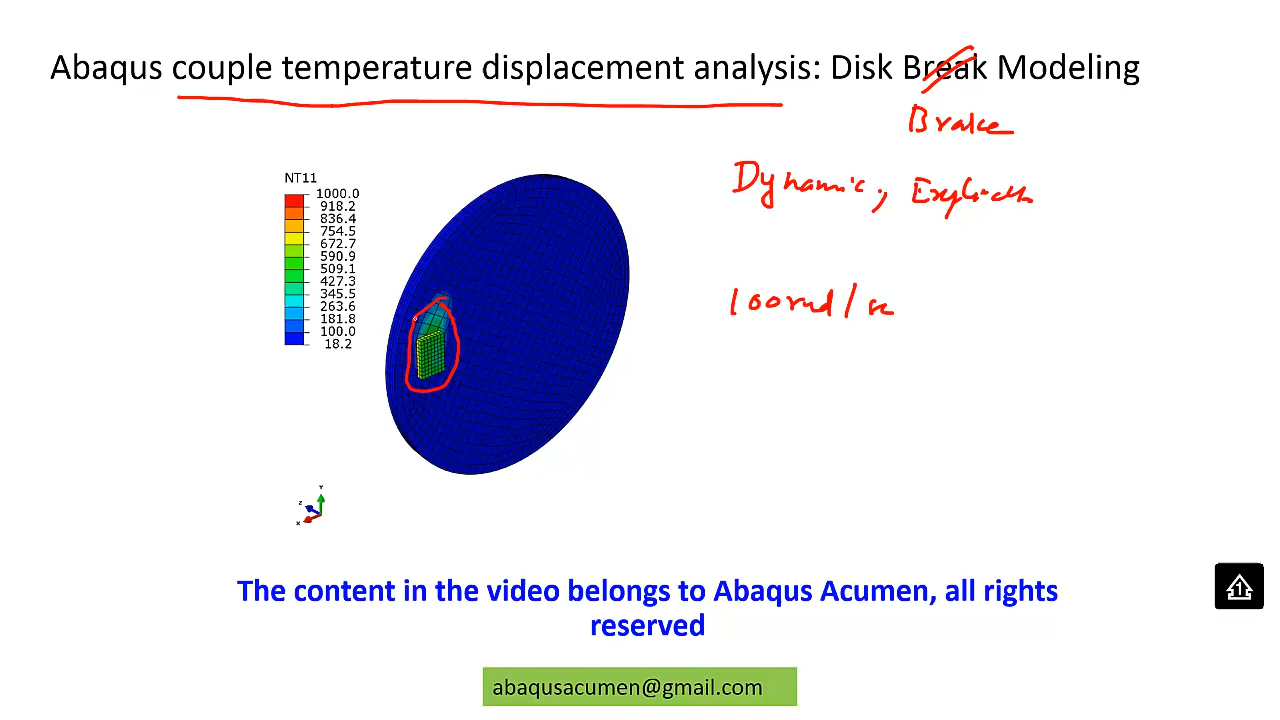 Abaqus couple temperature displacement analysis: Disk Break Modeling
Brake
Dynamic, Explicit
NT11
1000.0
918.2
836.4
754.5
672.7
590.9
509.1
427.3
345.5
263.6
181.8
100.0
18.2
100rad/
Y
Z
X
The content in the video belongs to Abaqus Acumen, all rights
reserved
abaqusacumen@gmail.com
1